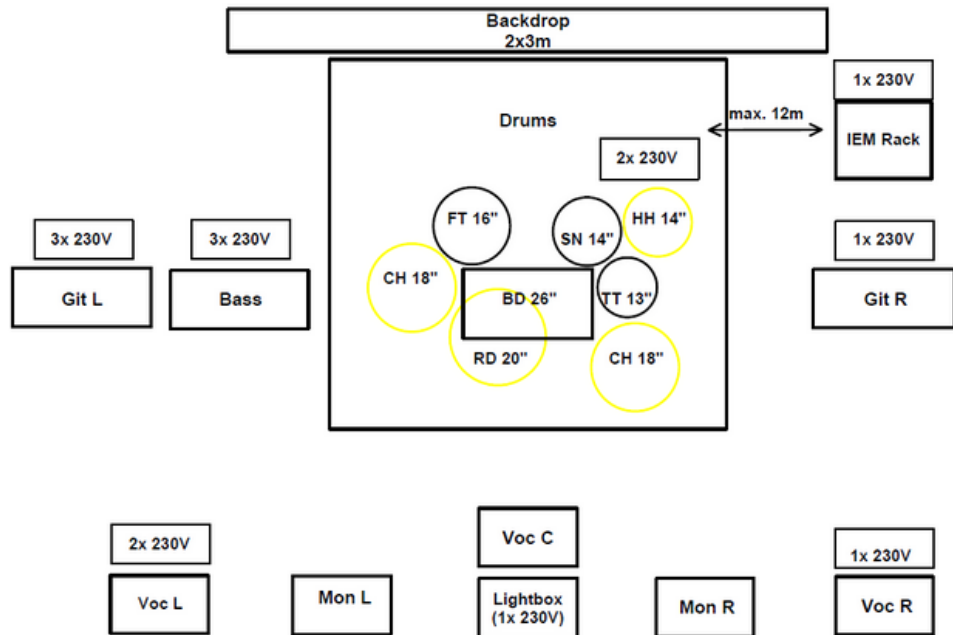 Backdrop
2x3m
1x 230V
Drums
max. 12m
IEM Rack
2x 230V
FT 16"
SN 14"
HH 14"
3x 230V
3x 230V
1x 230V
CH 18"
Git L
Bass
BD 26"
TT 13"
Git R
RD 20"
CH 18"
2x 230V
Voc C
1x 230V
Voc L
Mon L
Lightbox
(1x 230V)
Mon R
Voc R